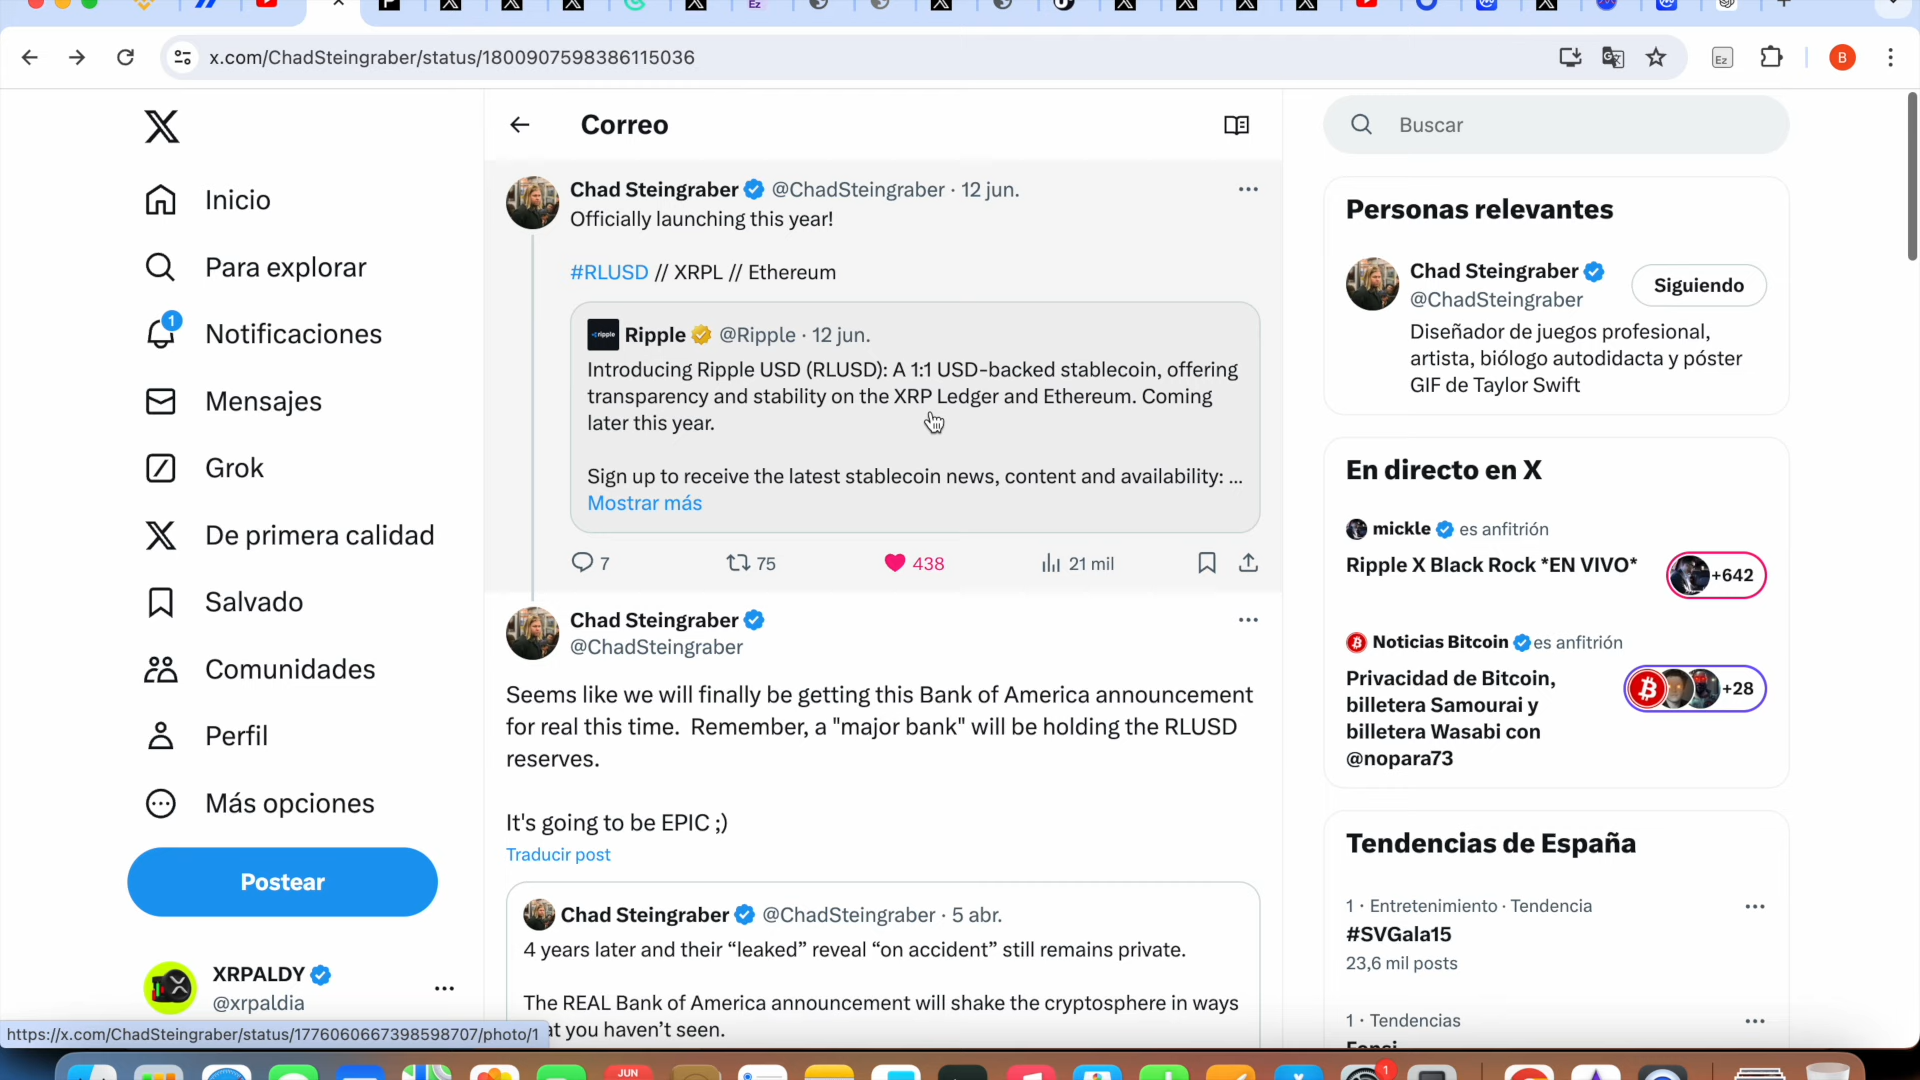 x.com/ChadSteingraber/status/1800907598386115036
Ez
B
Inicio
Para explorar
1
Notificaciones
Mensajes
Grok
De primera calidad
Salvado
Comunidades
Perfil
Más opciones
Postear
XRPALDY
@xrpaldia
https://x.com/ChadSteingraber/status/1776060667398598707/photo/1
Correo
Chad Steingraber @ChadSteingraber · 12 jun.
Officially launching this year!
#RLUSD // XRPL // Ethereum
ripple
Ripple @Ripple · 12 jun.
Introducing Ripple USD (RLUSD): A 1:1 USD-backed stablecoin, offering
transparency and stability on the XRP Ledger and Ethereum. Coming
later this year.
Sign up to receive the latest stablecoin news, content and availability: ...
Mostrar más
7
75
438
21 mil
Chad Steingraber
@ChadSteingraber
Seems like we will finally be getting this Bank of America announcement
for real this time. Remember, a "major bank" will be holding the RLUSD
reserves.
It's going to be EPIC ;)
Traducir post
Chad Steingraber @ChadSteingraber · 5 abr.
4 years later and their “leaked” reveal “on accident” still remains private.
The REAL Bank of America announcement will shake the cryptosphere in ways
at you haven’t seen.
Buscar
Personas relevantes
Chad Steingraber
@ChadSteingraber
Siguiendo
Diseñador de juegos profesional,
artista, biólogo autodidacta y póster
GIF de Taylor Swift
En directo en X
mickle es anfitrión
Ripple X Black Rock *EN VIVO*
+642
Noticias Bitcoin es anfitrión
Privacidad de Bitcoin,
billetera Samourai y
billetera Wasabi con
@nopara73
+28
Tendencias de España
1 · Entretenimiento · Tendencia
#SVGala15
23,6 mil posts
1 · Tendencias
JUN
1